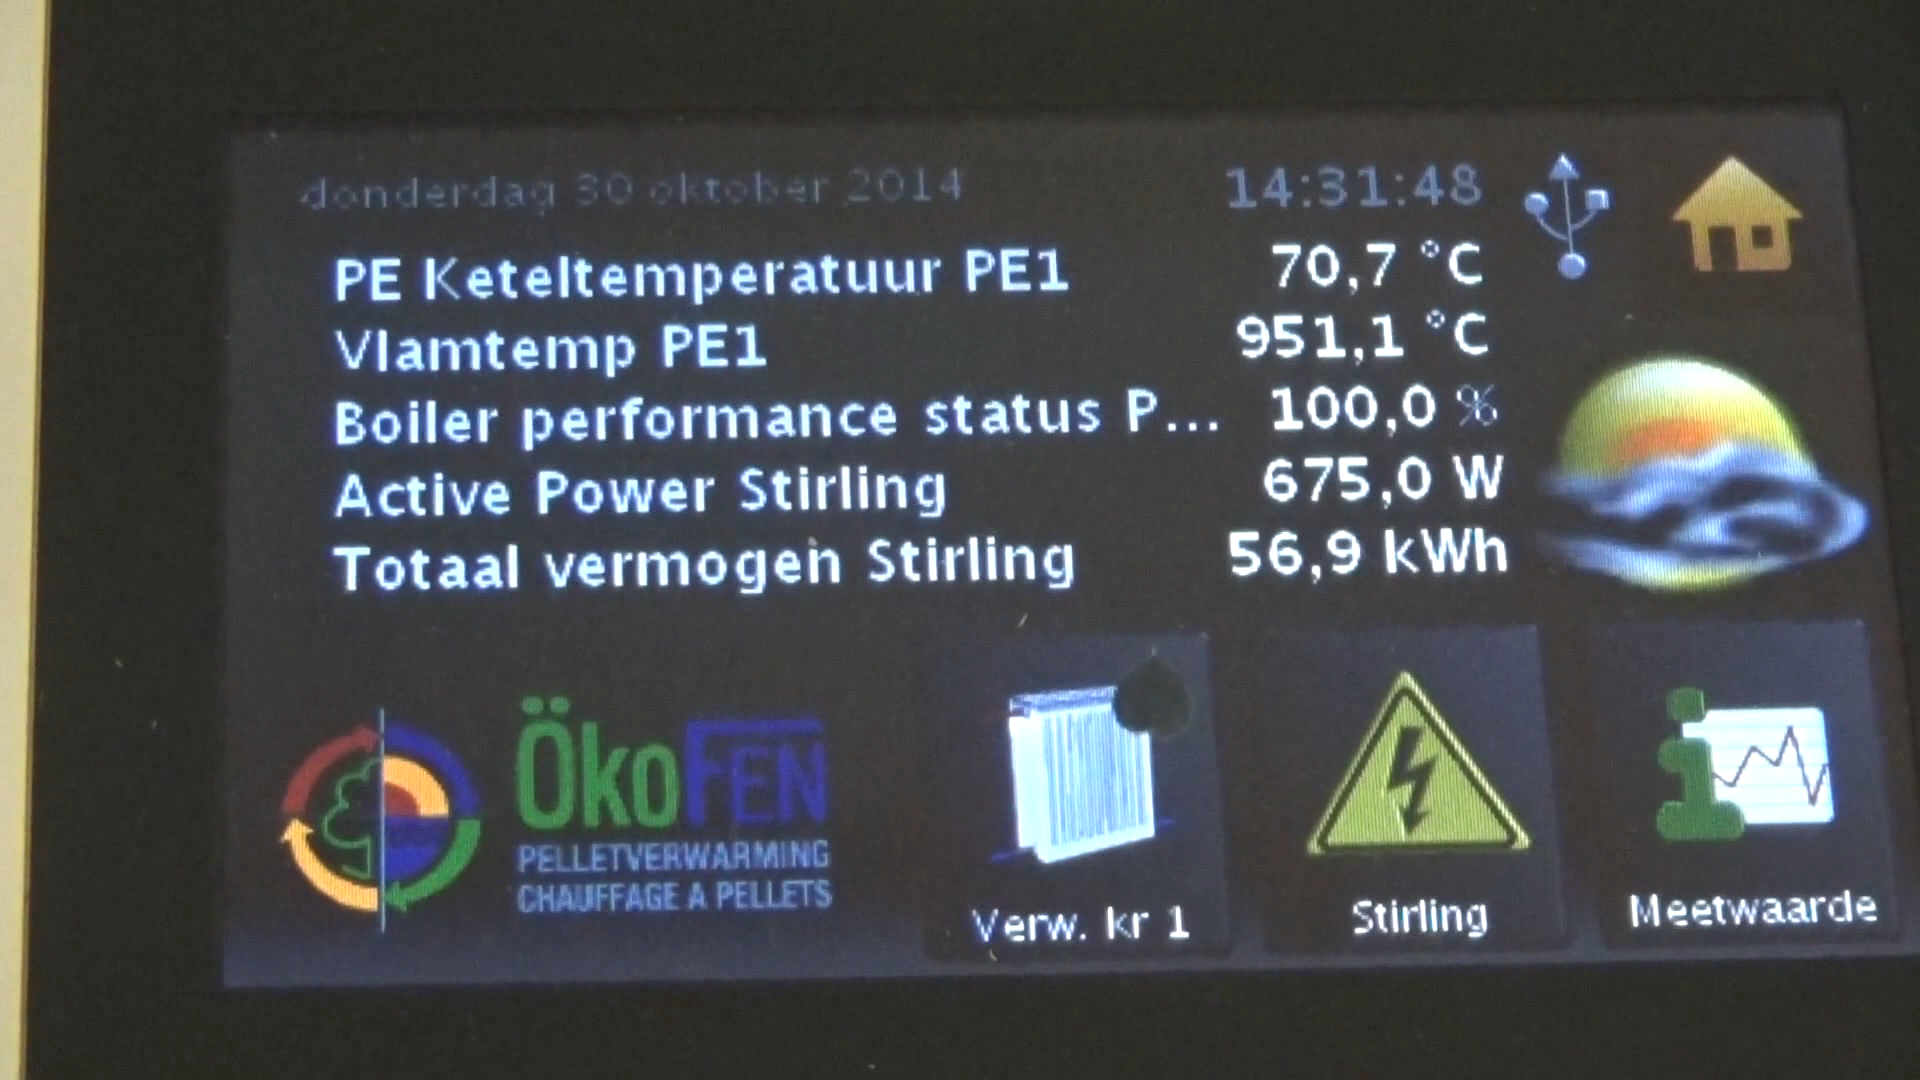 donderdag 30 oktober 2014 14:31:48
PE Keteltemperatuur PE1 70,7 °C
Vlamtemp PE1 951,1 °C
Boiler performance status P... 100,0 %
Active Power Stirling 675,0 W
Totaal vermogen Stirling 56,9 kWh
ÖkoFEN
PELLETVERWARMING
CHAUFFAGE A PELLETS
Verw. kr 1
Stirling
Meetwaarde